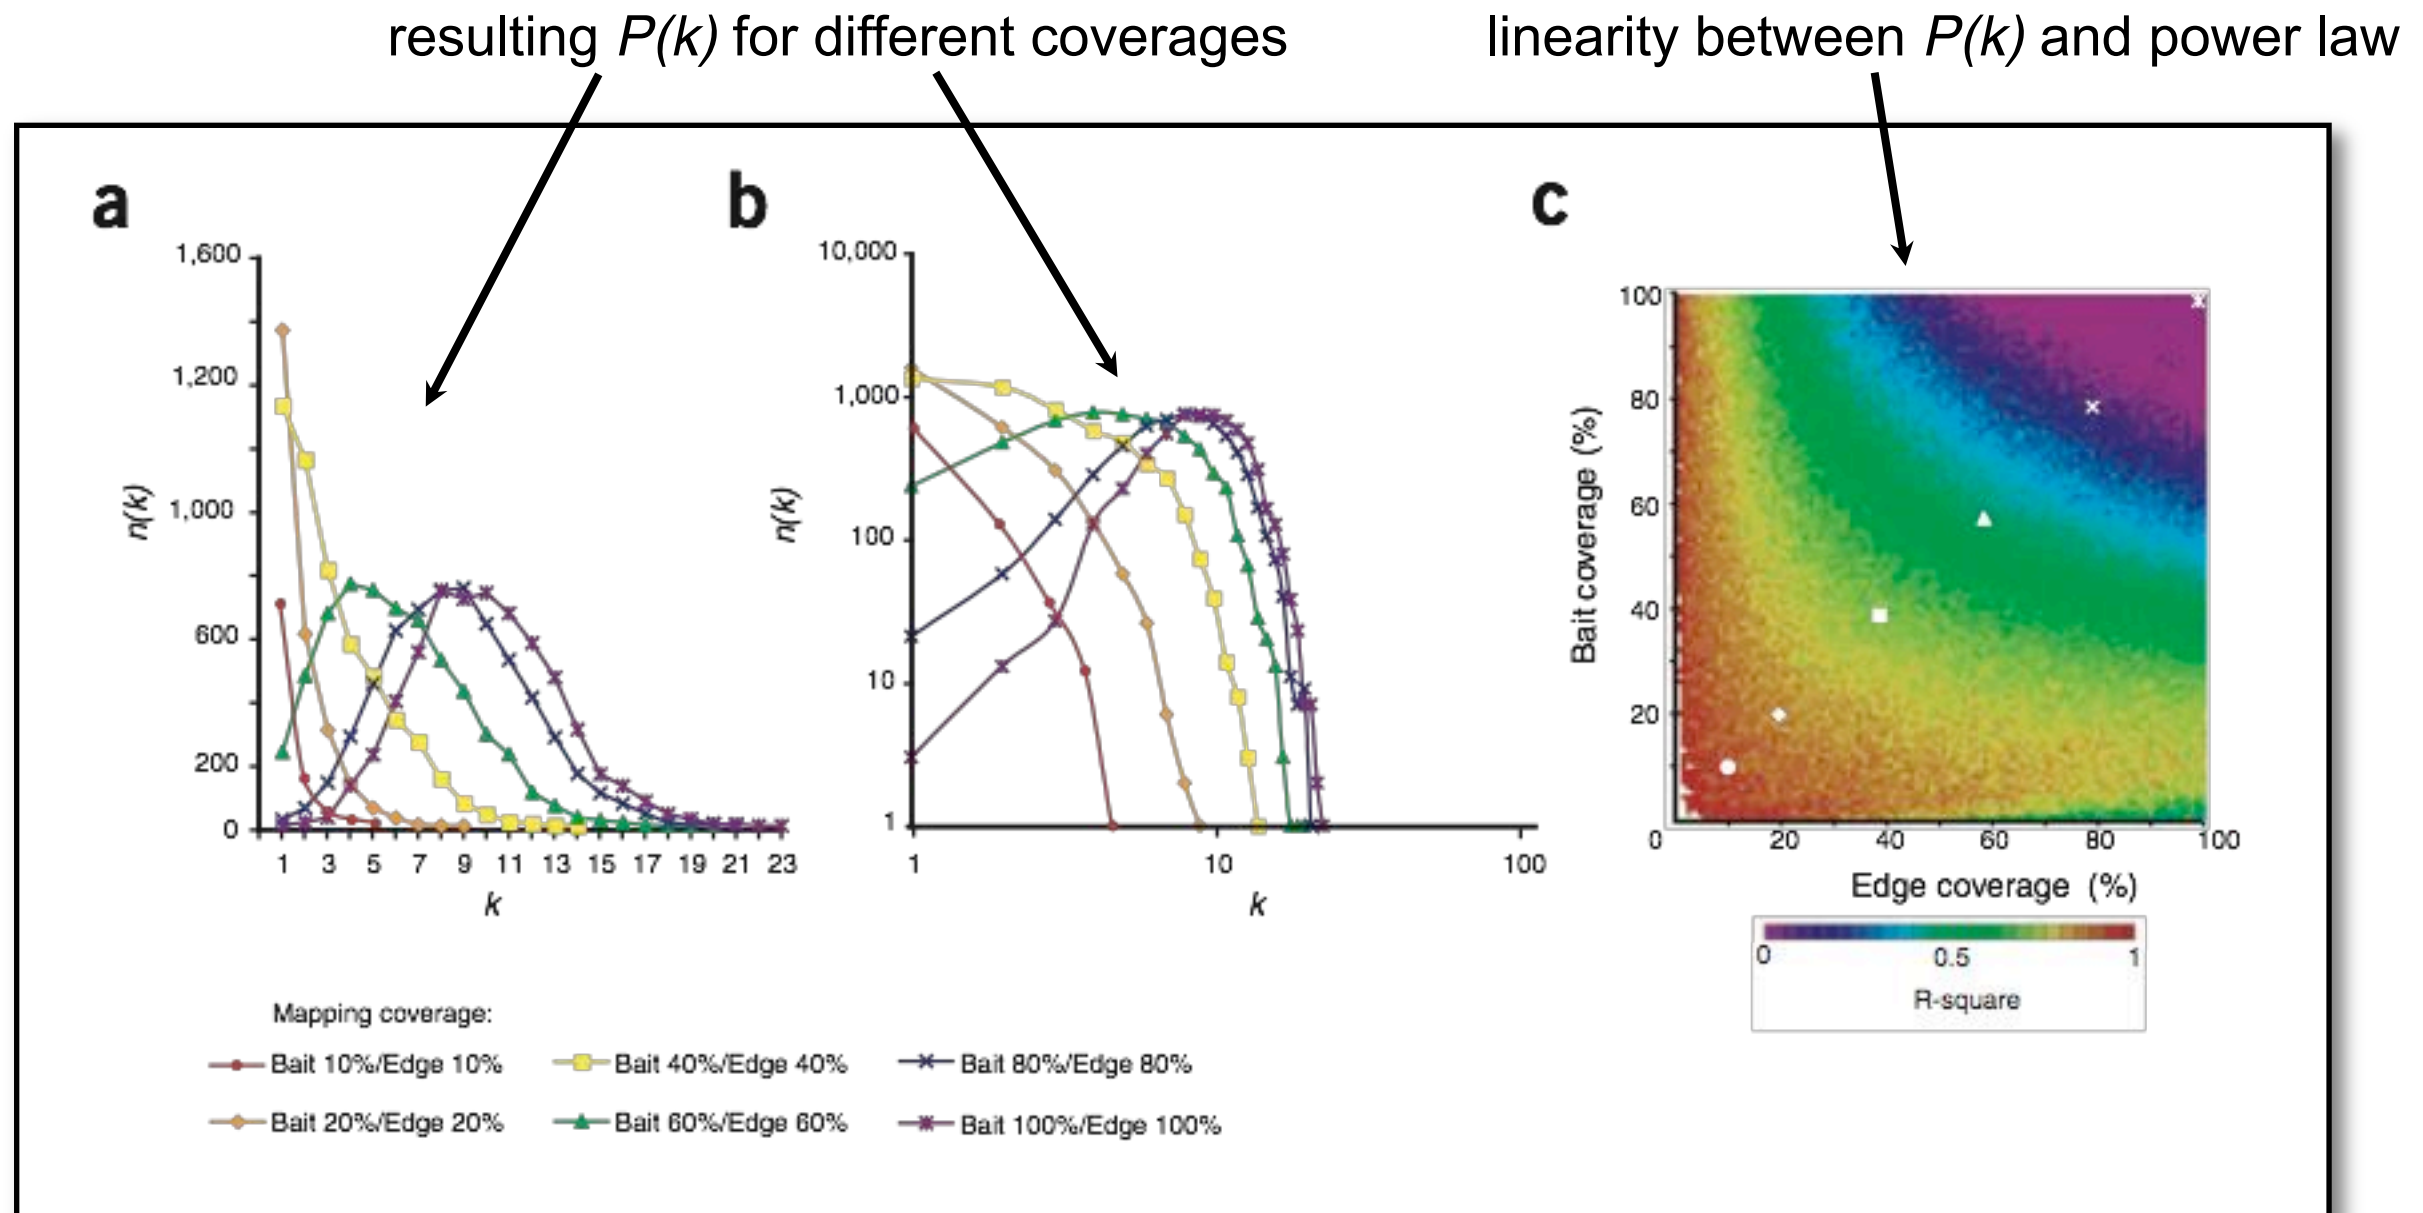 resulting P(k) for different coverages
linearity between P(k) and power law
a
1,600
1,200
1,000
600
200
0
n(k)
1 3 5 7 9 11 13 15 17 19 21 23
k
b
10,000
1,000
100
10
1
n(k)
1 10 100
k
c
100
80
60
40
20
Bait coverage (%)
0 20 40 60 80 100
Edge coverage (%)
0 0.5 1
R-square
Mapping coverage:
Bait 10%/Edge 10% Bait 40%/Edge 40% Bait 80%/Edge 80%
Bait 20%/Edge 20% Bait 60%/Edge 60% Bait 100%/Edge 100%